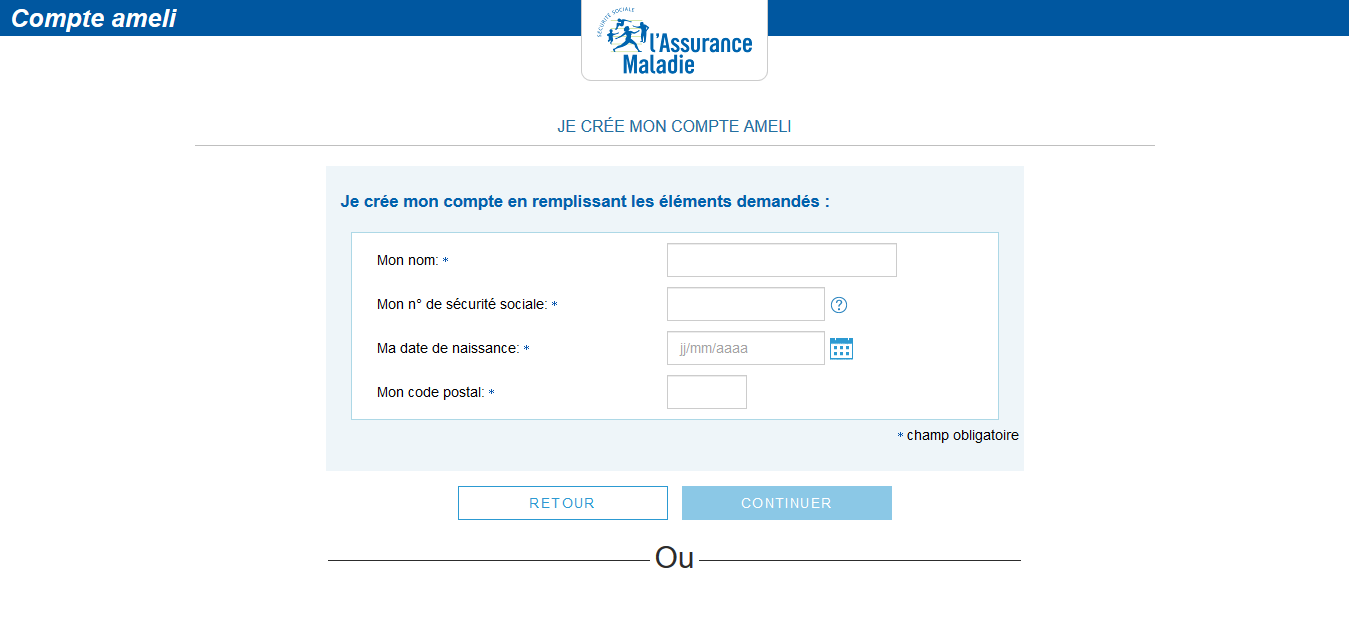 Compte ameli
SÉCURITÉ SOCIALE
l'Assurance
Maladie
JE CRÉE MON COMPTE AMELI
Je crée mon compte en remplissant les éléments demandés :
Mon nom: *
Mon n° de sécurité sociale: *
?
Ma date de naissance: * jj/mm/aaaa
Mon code postal: *
* champ obligatoire
RETOUR CONTINUER
Ou